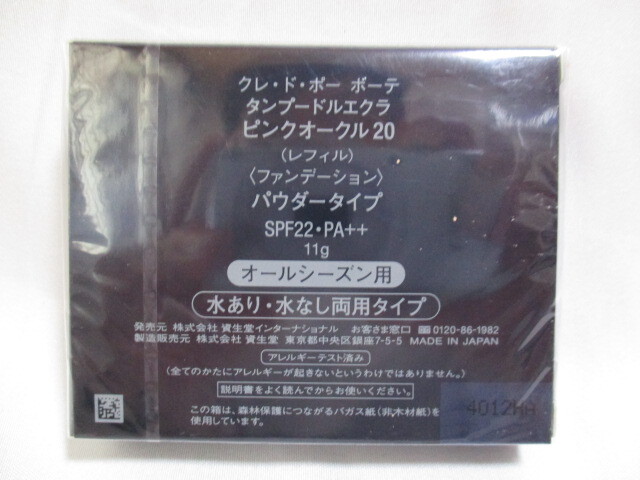 クレ・ド・ポー ボーテ
タンプードルエクラ
ピンクオークル20
(レフィル)
〈ファンデーション〉
パウダータイプ
SPF22・PA++
11g
オールシーズン用
水あり・水なし両用タイプ
発売元 株式会社 資生堂インターナショナル お客さま窓口 0120-86-1982
製造販売元 株式会社 資生堂 東京都中央区銀座7-5-5 MADE IN JAPAN
アレルギーテスト済み
(全てのかたにアレルギーが起きないというわけではありません。)
説明書をよく読んでからお使いください。
この箱は、森林保護につながるバガス紙(非木材紙)を
使用しています。
4012HA